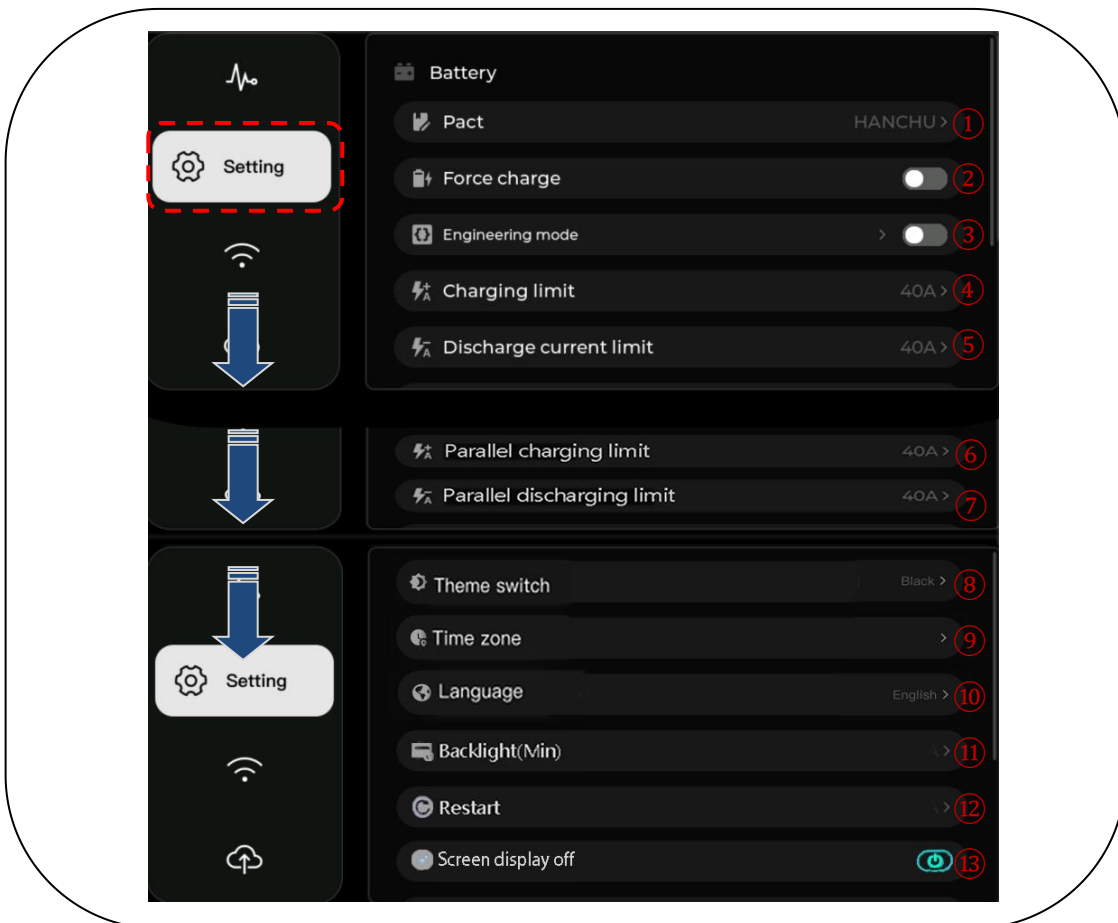 Battery
Pact HANCHU > ①
Setting
Force charge ②
Engineering mode > ③
Charging limit 40A > ④
Discharge current limit 40A > ⑤
Parallel charging limit 40A > ⑥
Parallel discharging limit 40A > ⑦
Theme switch Black > ⑧
Time zone > ⑨
Setting
Language English > ⑩
Backlight(Min) > ⑪
Restart > ⑫
Screen display off ⑬